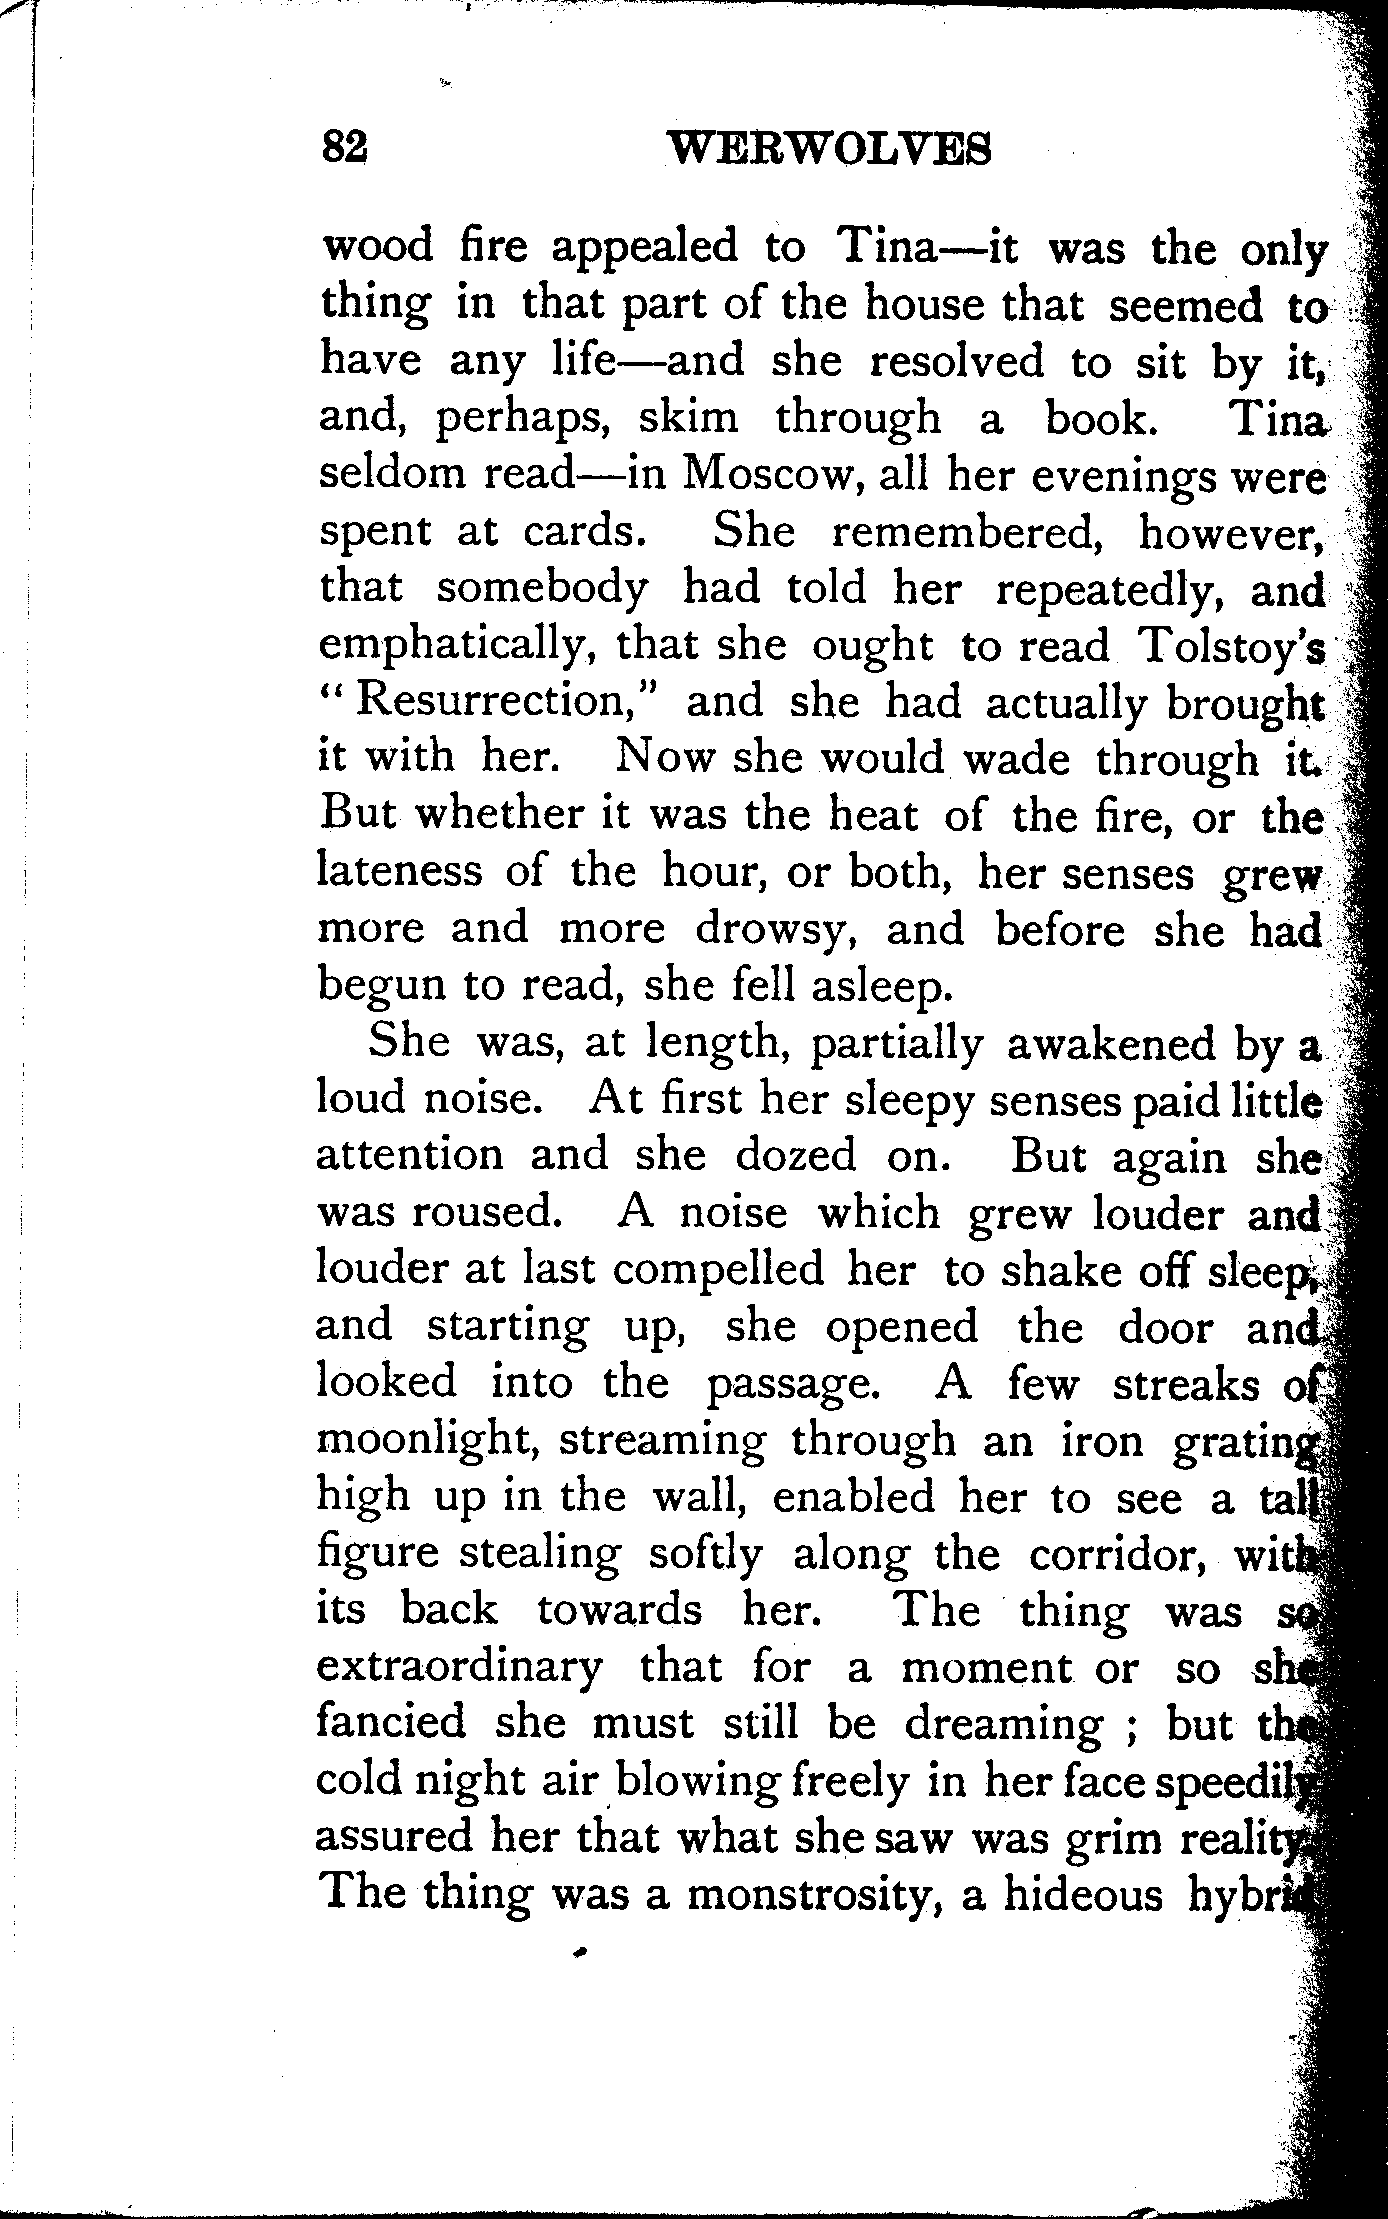 82 WERWOLVES
wood fire appealed to Tina—it was the only
thing in that part of the house that seemed to
have any life—and she resolved to sit by it,
and, perhaps, skim through a book. Tina
seldom read—in Moscow, all her evenings were
spent at cards. She remembered, however,
that somebody had told her repeatedly, and
emphatically, that she ought to read Tolstoy's
“ Resurrection,” and she had actually brought
it with her. Now she would wade through it.
But whether it was the heat of the fire, or the
lateness of the hour, or both, her senses grew
more and more drowsy, and before she had
begun to read, she fell asleep.
She was, at length, partially awakened by a
loud noise. At first her sleepy senses paid little
attention and she dozed on. But again she
was roused. A noise which grew louder and
louder at last compelled her to shake off sleep,
and starting up, she opened the door and
looked into the passage. A few streaks of
moonlight, streaming through an iron grating
high up in the wall, enabled her to see a tall
figure stealing softly along the corridor, with
its back towards her. The thing was so
extraordinary that for a moment or so she
fancied she must still be dreaming ; but the
cold night air blowing freely in her face speedily
assured her that what she saw was grim reality.
The thing was a monstrosity, a hideous hybrid